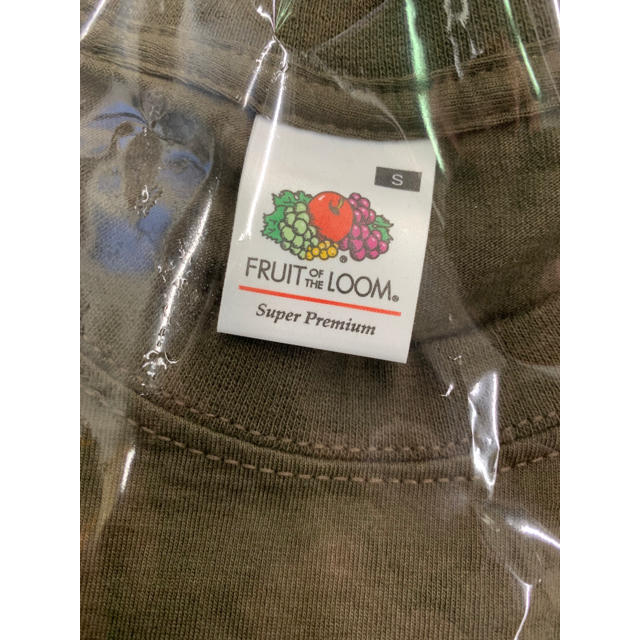 S
FRUIT OF THE LOOM®
Super Premium